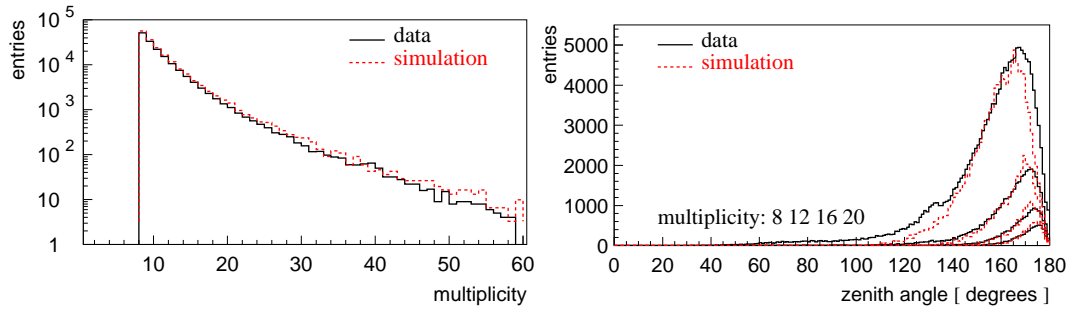 entries
10 5
10 4
10 3
10 2
10
1
data
simulation
10 20 30 40 50 60
multiplicity
entries
5000
4000
3000
2000
1000
0
data
simulation
multiplicity: 8 12 16 20
0 20 40 60 80 100 120 140 160 180
zenith angle [ degrees ]